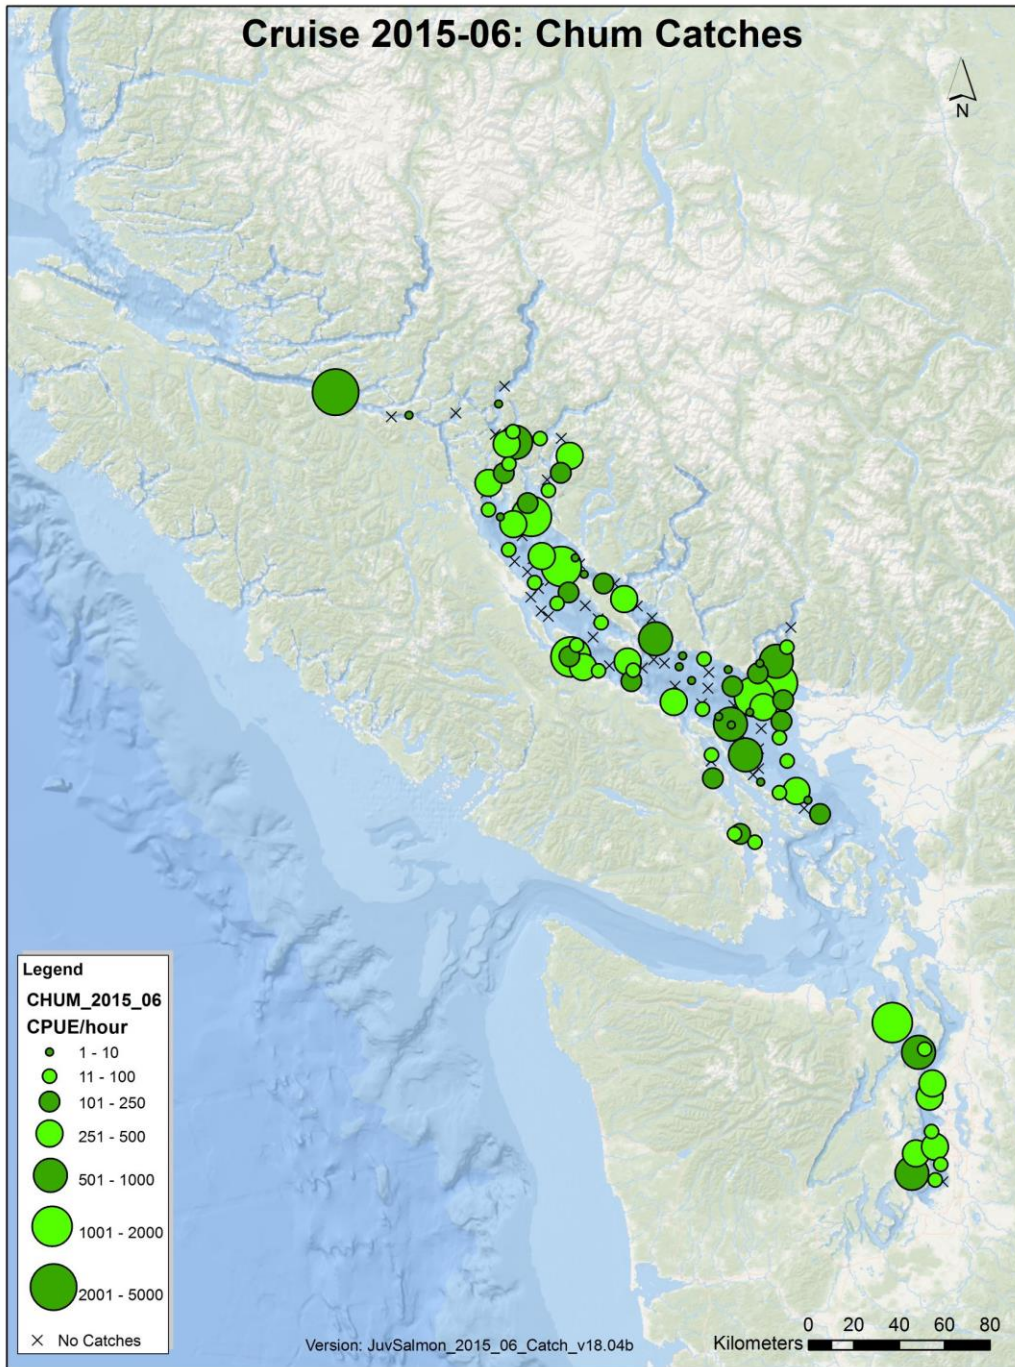 Cruise 2015-06: Chum Catches
N
Legend
CHUM_2015_06
CPUE/hour
1 - 10
11 - 100
101 - 250
251 - 500
501 - 1000
1001 - 2000
2001 - 5000
No Catches
Version: JuvSalmon_2015_06_Catch_v18.04b
Kilometers
0 20 40 60 80